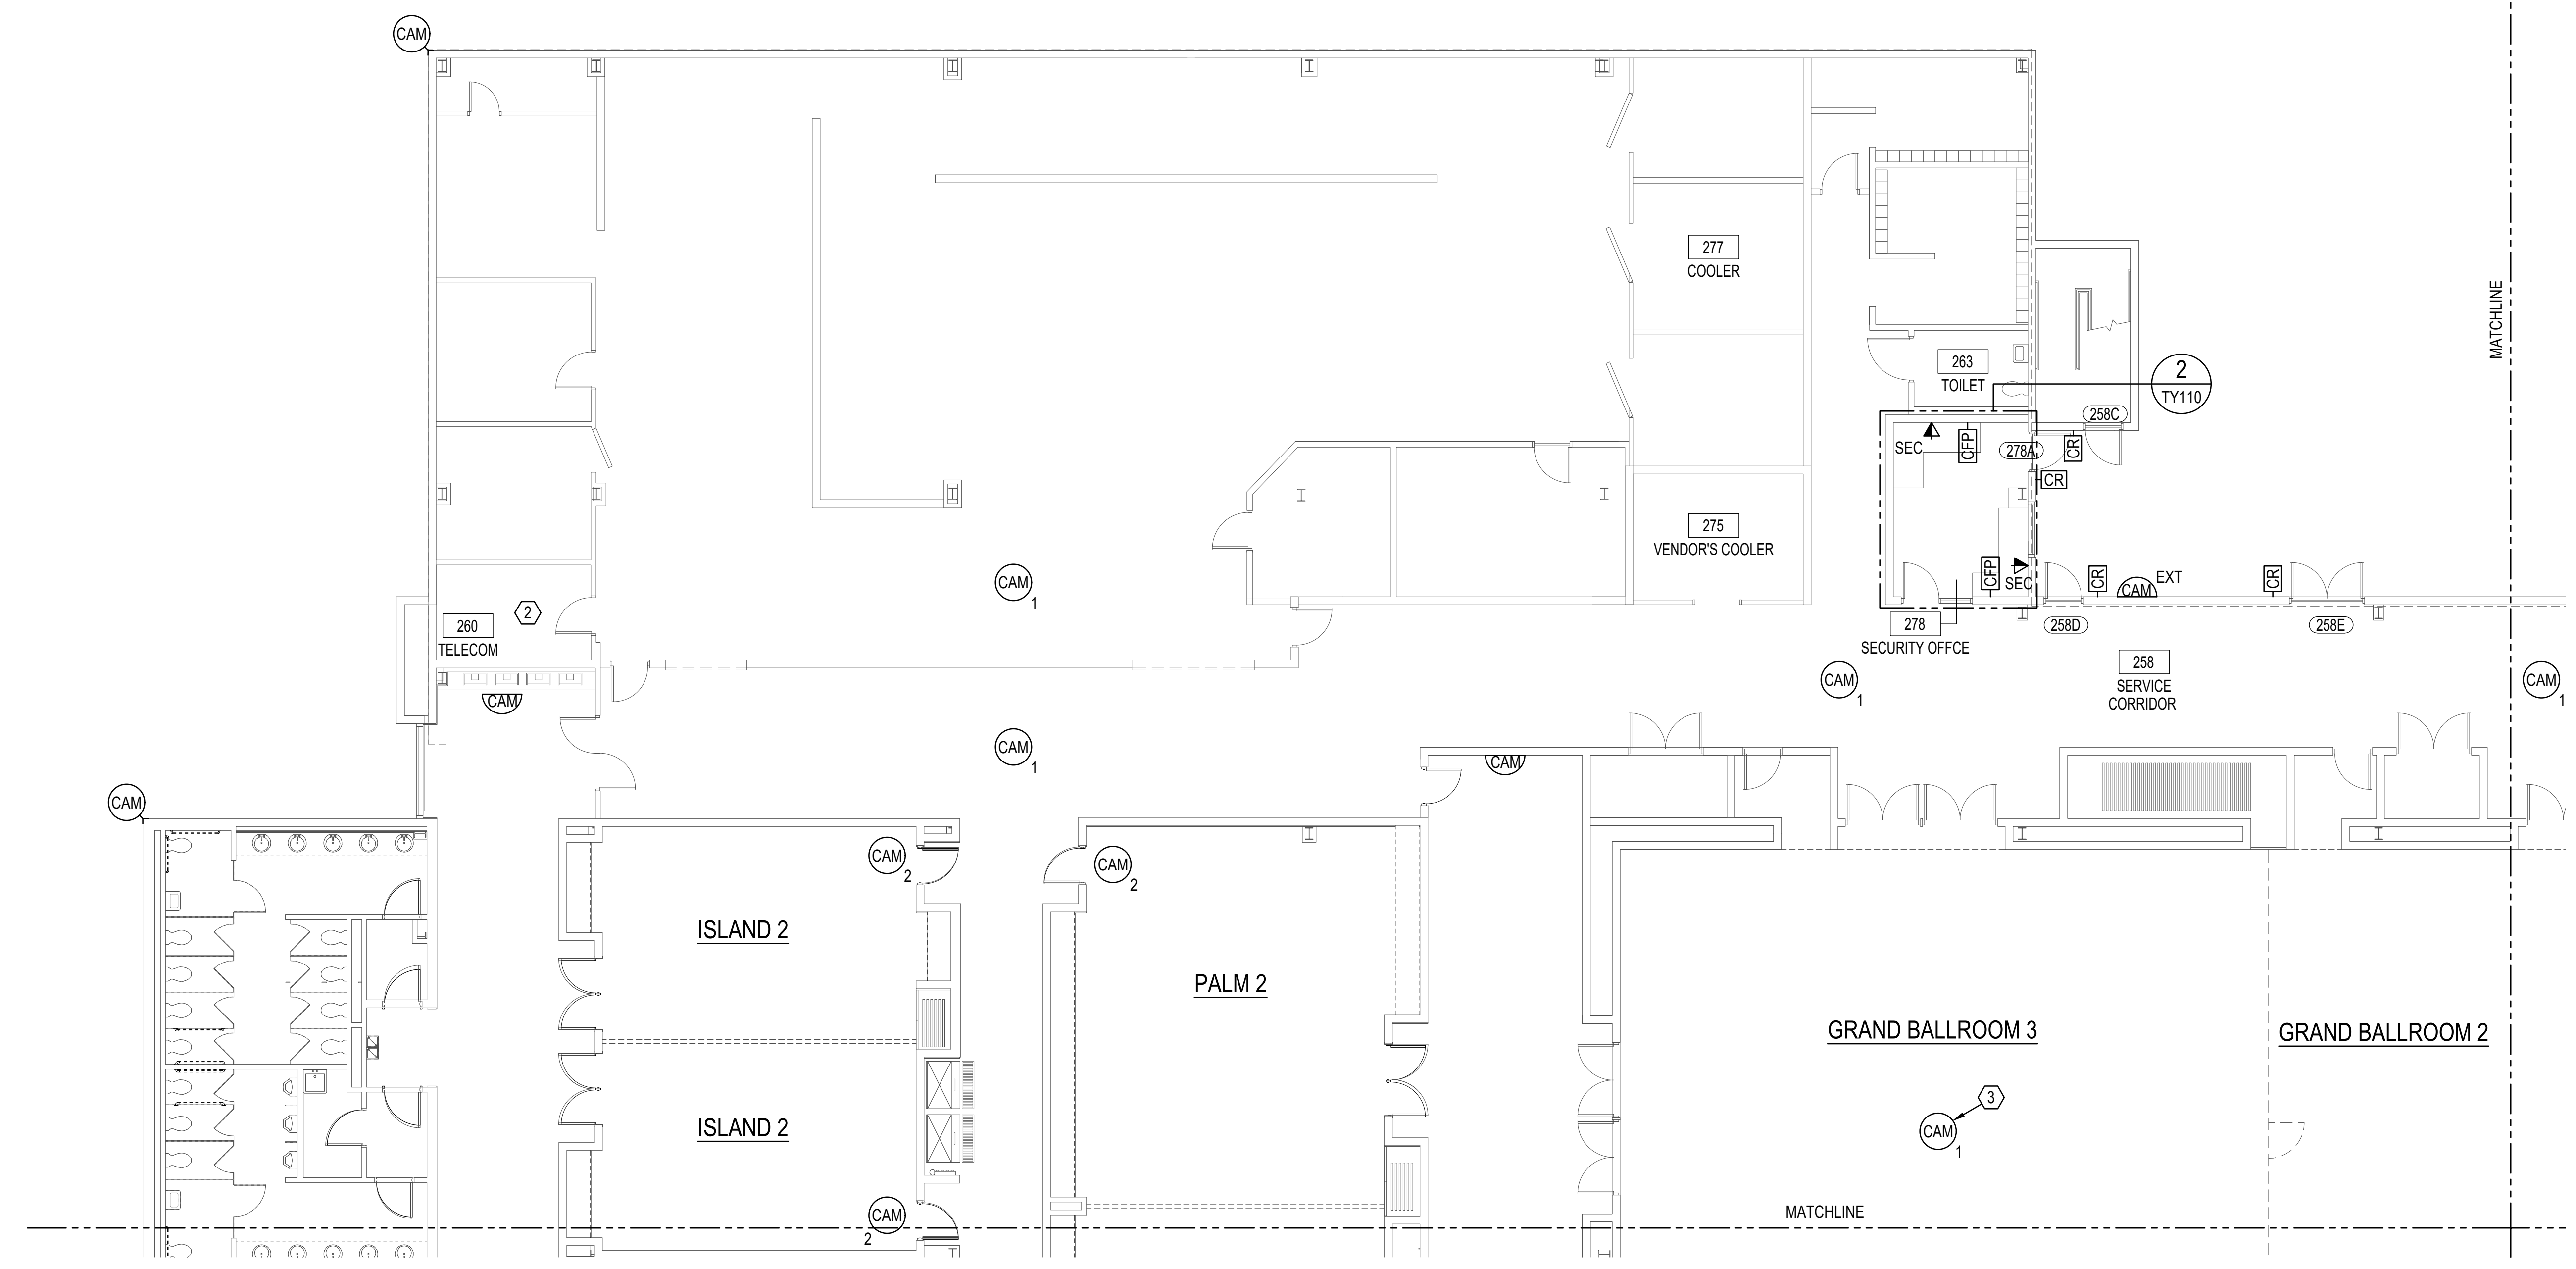 CAM
277
COOLER
MATCHLINE
263
TOILET
2
TY110
258C
SEC
CFP
278A
CR
CR
275
VENDOR'S COOLER
CAM
1
CFP
SEC
CR
CAM
EXT
CR
260
TELECOM
2
278
SECURITY OFFCE
258D
258E
258
SERVICE
CORRIDOR
CAM
CAM
1
CAM
1
CAM
1
CAM
CAM
CAM
2
CAM
2
ISLAND 2
PALM 2
GRAND BALLROOM 3
GRAND BALLROOM 2
3
CAM
1
ISLAND 2
CAM
2
MATCHLINE